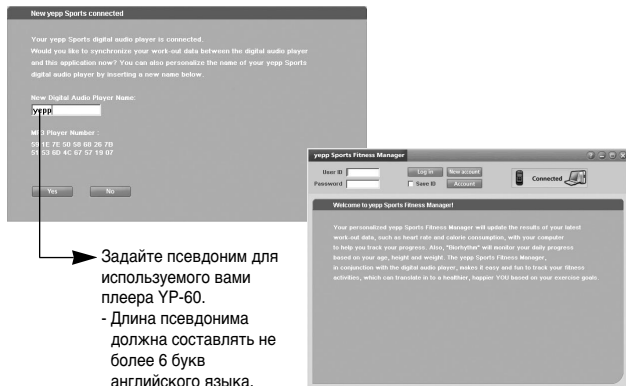 New yepp Sports connected
Your yepp Sports digital audio player is connected.
Would you like to synchronize your work-out data between the digital audio player
and this application now? You can also personalize the name of your yepp Sports
digital audio player by inserting a new name below.
New Digital Audio Player Name:
yepp
MP3 Player Number :
51 53 6D 4C 67 57 19 07
Yes No
yepp Sports Fitness Manager
User ID Log in New account
Password Save ID Account
Connected
Welcome to yepp Sports Fitness Manager!
Your personalized yepp Sports Fitness Manager will update the results of your latest
work-out data, such as heart rate and calorie consumption, with your computer
to help you track your progress. Also, "Biorhythm" will monitor your daily progress
based on your age, height and weight. The yepp Sports Fitness Manager,
in conjunction with the digital audio player, makes it easy and fun to track your fitness
activities, which can translate in to a healthier, happier YOU based on your exercise goals.
Задайте псевдоним для
используемого вами
плеера YP-60.
- Длина псевдонима
должна составлять не
более 6 букв
английского языка.